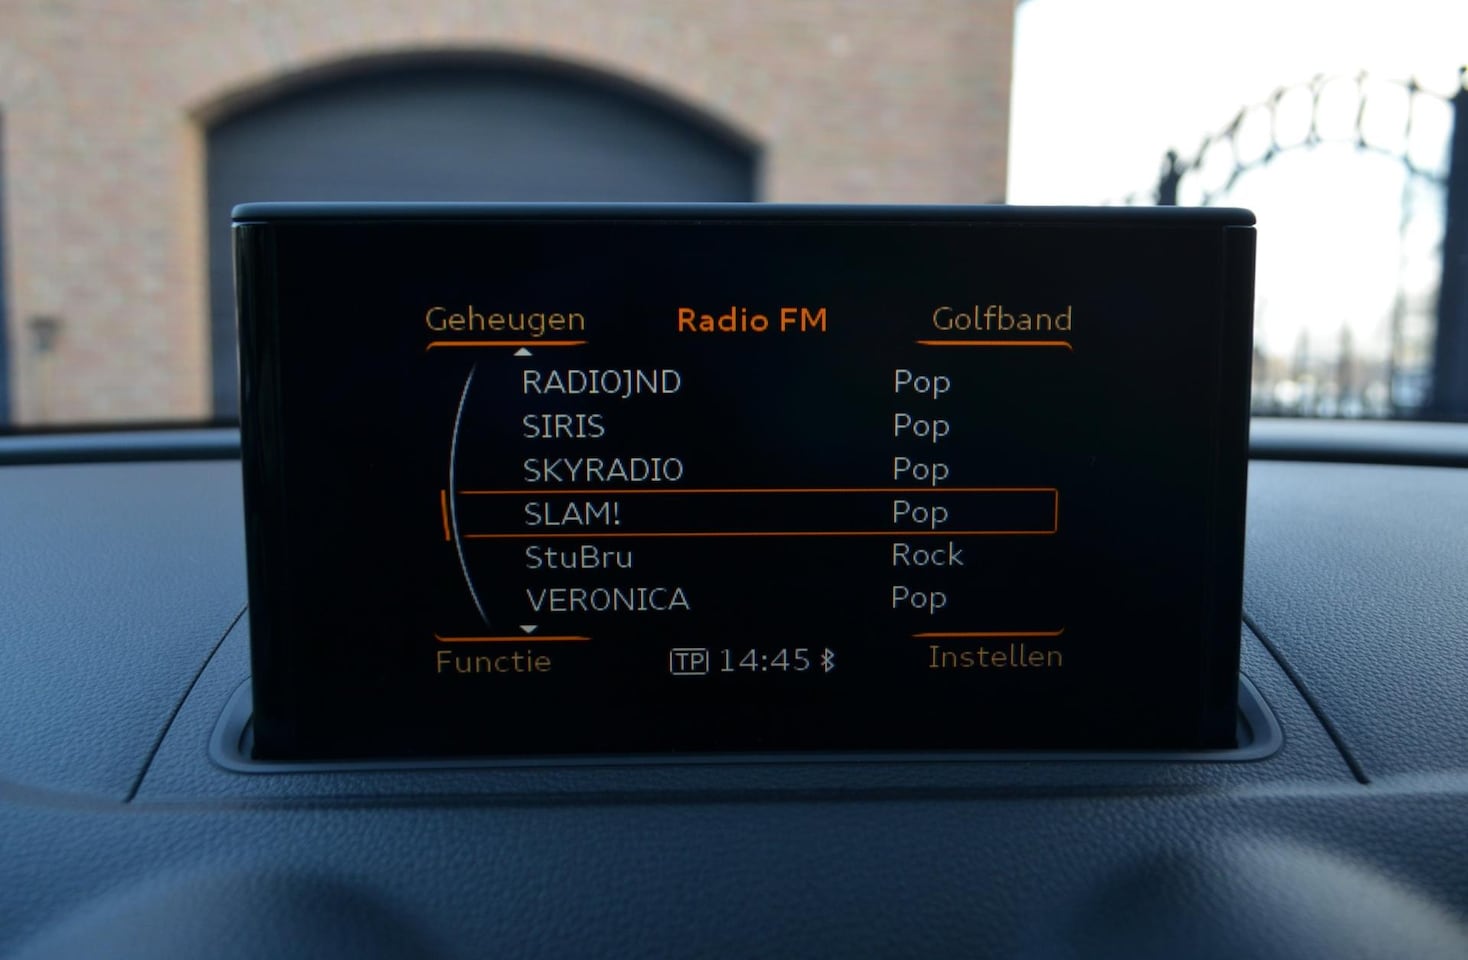 Geheugen Radio FM Golfband
RADIOJND Pop
SIRIS Pop
SKYRADIO Pop
SLAM! Pop
StuBru Rock
VERONICA Pop
Functie TP 14:45 Instellen